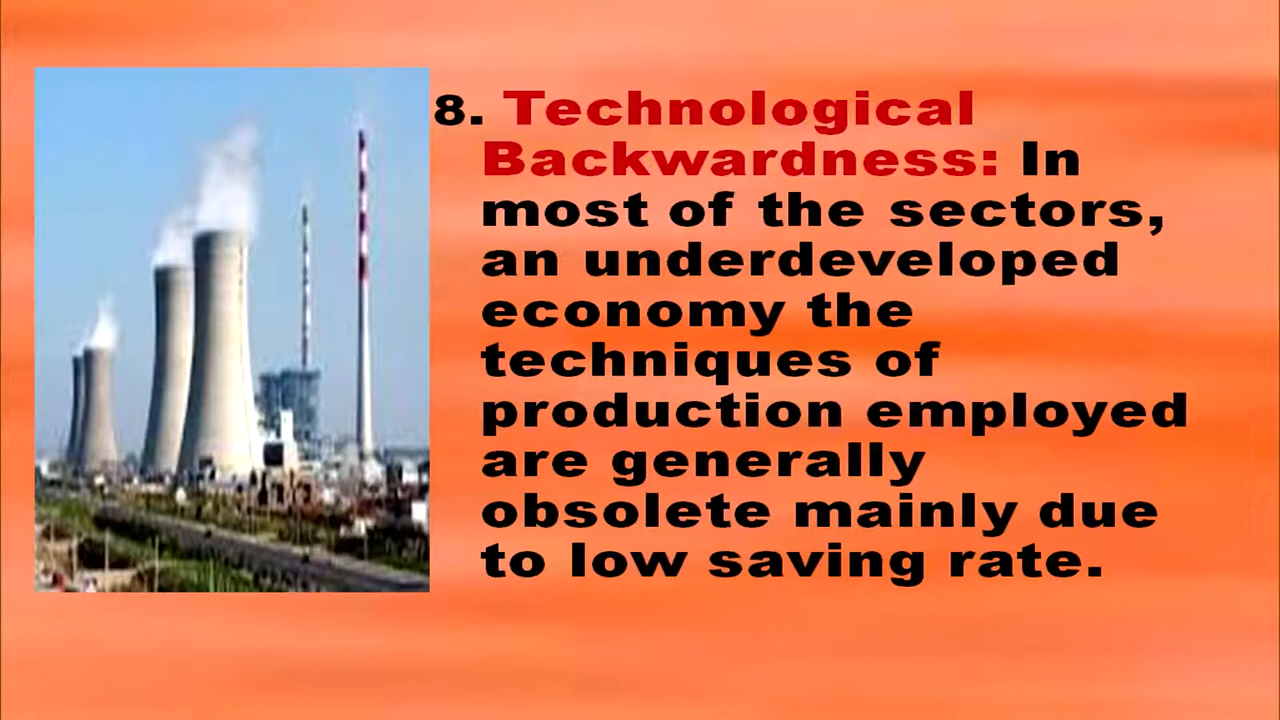 8. Technological
Backwardness: In
most of the sectors,
an underdeveloped
economy the
techniques of
production employed
are generally
obsolete mainly due
to low saving rate.